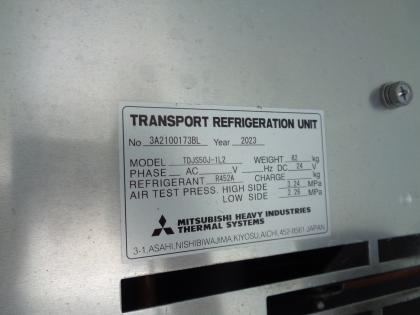 TRANSPORT REFRIGERATION UNIT
No 3A2100173BL Year 2023
MODEL TDJS50J-1L2 WEIGHT 82 kg
PHASE — AC — V — Hz DC 24 V
REFRIGERANT R452A CHARGE — kg
AIR TEST PRESS. HIGH SIDE 3.24 MPa
LOW SIDE 2.26 MPa
MITSUBISHI HEAVY INDUSTRIES
THERMAL SYSTEMS
3-1, ASAHI, NISHIBIWAJIMA, KIYOSU, AICHI, 452-8561, JAPAN